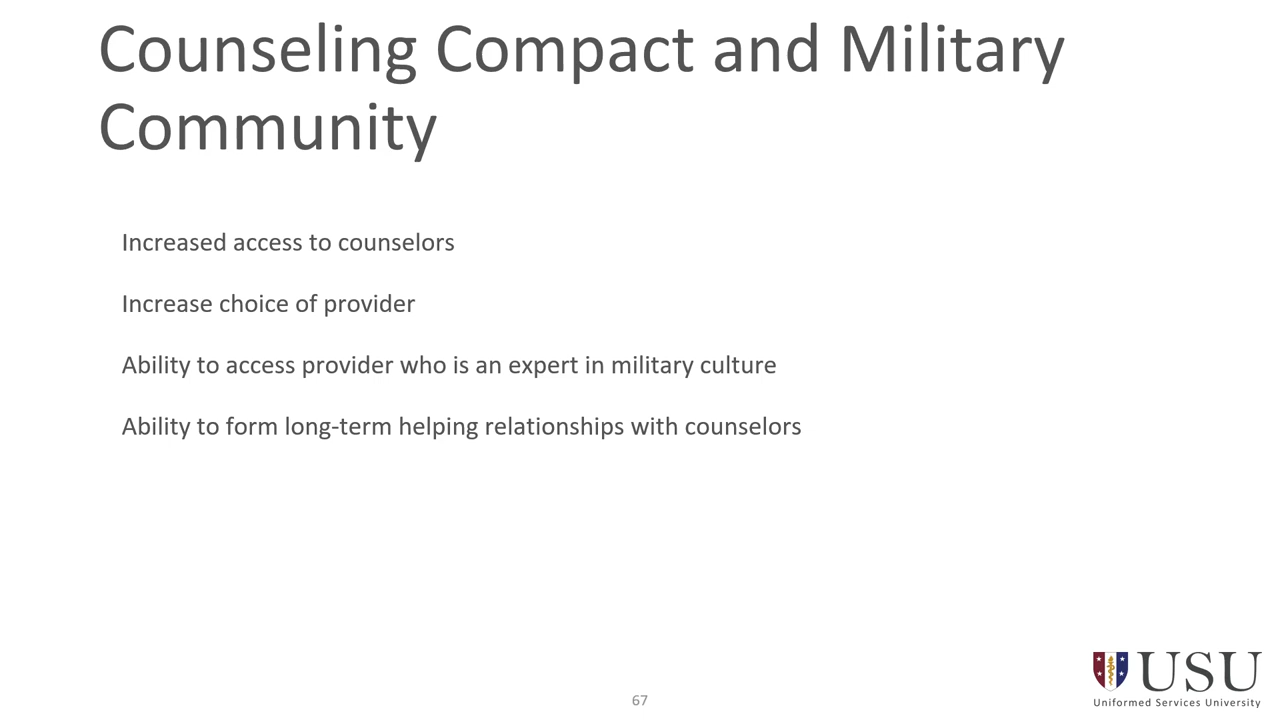 Counseling Compact and Military
Community
Increased access to counselors
Increase choice of provider
Ability to access provider who is an expert in military culture
Ability to form long-term helping relationships with counselors
67
USU
Uniformed Services University